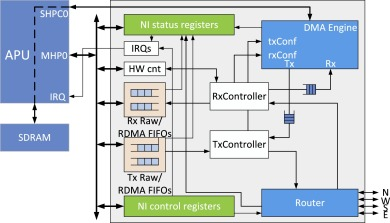 SHPC0
APU
MHP0
IRQ
SDRAM
NI status registers
IRQs
HW cnt
Rx Raw/
RDMA FIFOs
Tx Raw/
RDMA FIFOs
NI control registers
DMA Engine
txConf
rxConf
Tx
Rx
RxController
TxController
Router
N
W
S
E